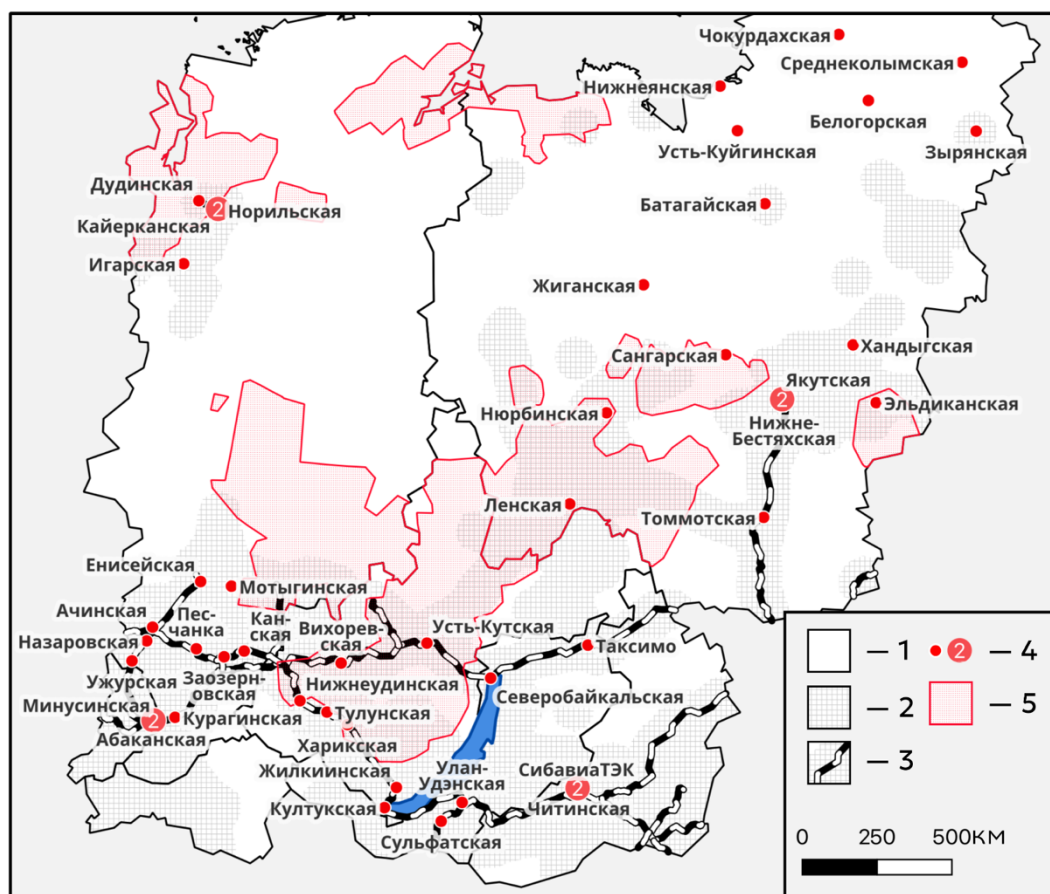 Чокурдахская
Среднеколымская
Нижнеянская
Белогорская
Усть-Куйгинская
Зырянская
Дудинская
2
Норильская
Кайерканская
Батагайская
Игарская
Жиганская
Сангарская
Хандыгская
Якутская
2
Эльдиканская
Нюрбинская
Нижне-
Бестяхская
Ленская
Томмотская
Енисейская
Мотыгинская
Ачинская
Пес-
чанка
Кан-
ская
Вихорев-
ская
Усть-Кутская
Назаровская
Таксимо
Ужурская
Заозёрн-
овская
Нижнеудинская
Северобайкальская
Минусинская
2
Курагинская
Тулунская
Абаканская
Харикская
Жилкиинская
Улан-
Удэнская
СибавиаТЭК
2
Култукская
Читинская
Сульфатская
— 1
2 — 4
— 2
— 5
— 3
0 250 500КМ